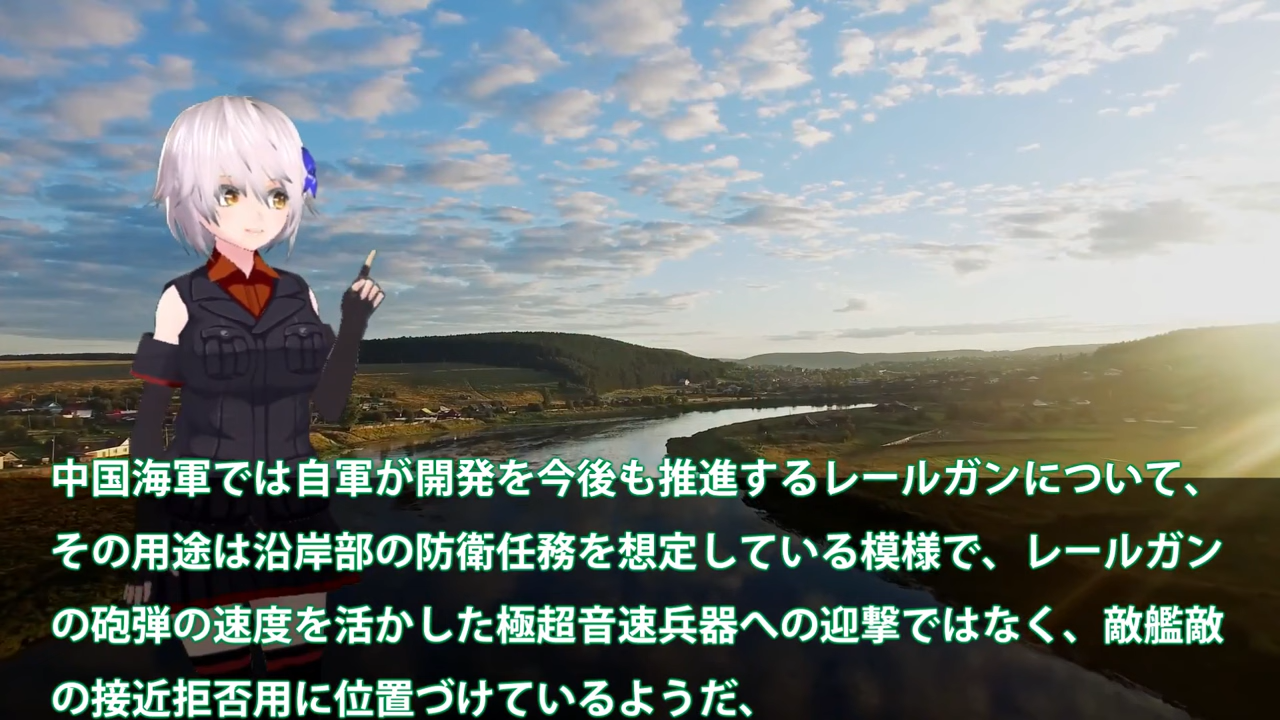 中国海軍では自軍が開発を今後も推進するレールガンについて、
その用途は沿岸部の防衛任務を想定している模様で、レールガン
の砲弾の速度を活かした極超音速兵器への迎撃ではなく、敵艦敵
の接近拒否用に位置づけているようだ、